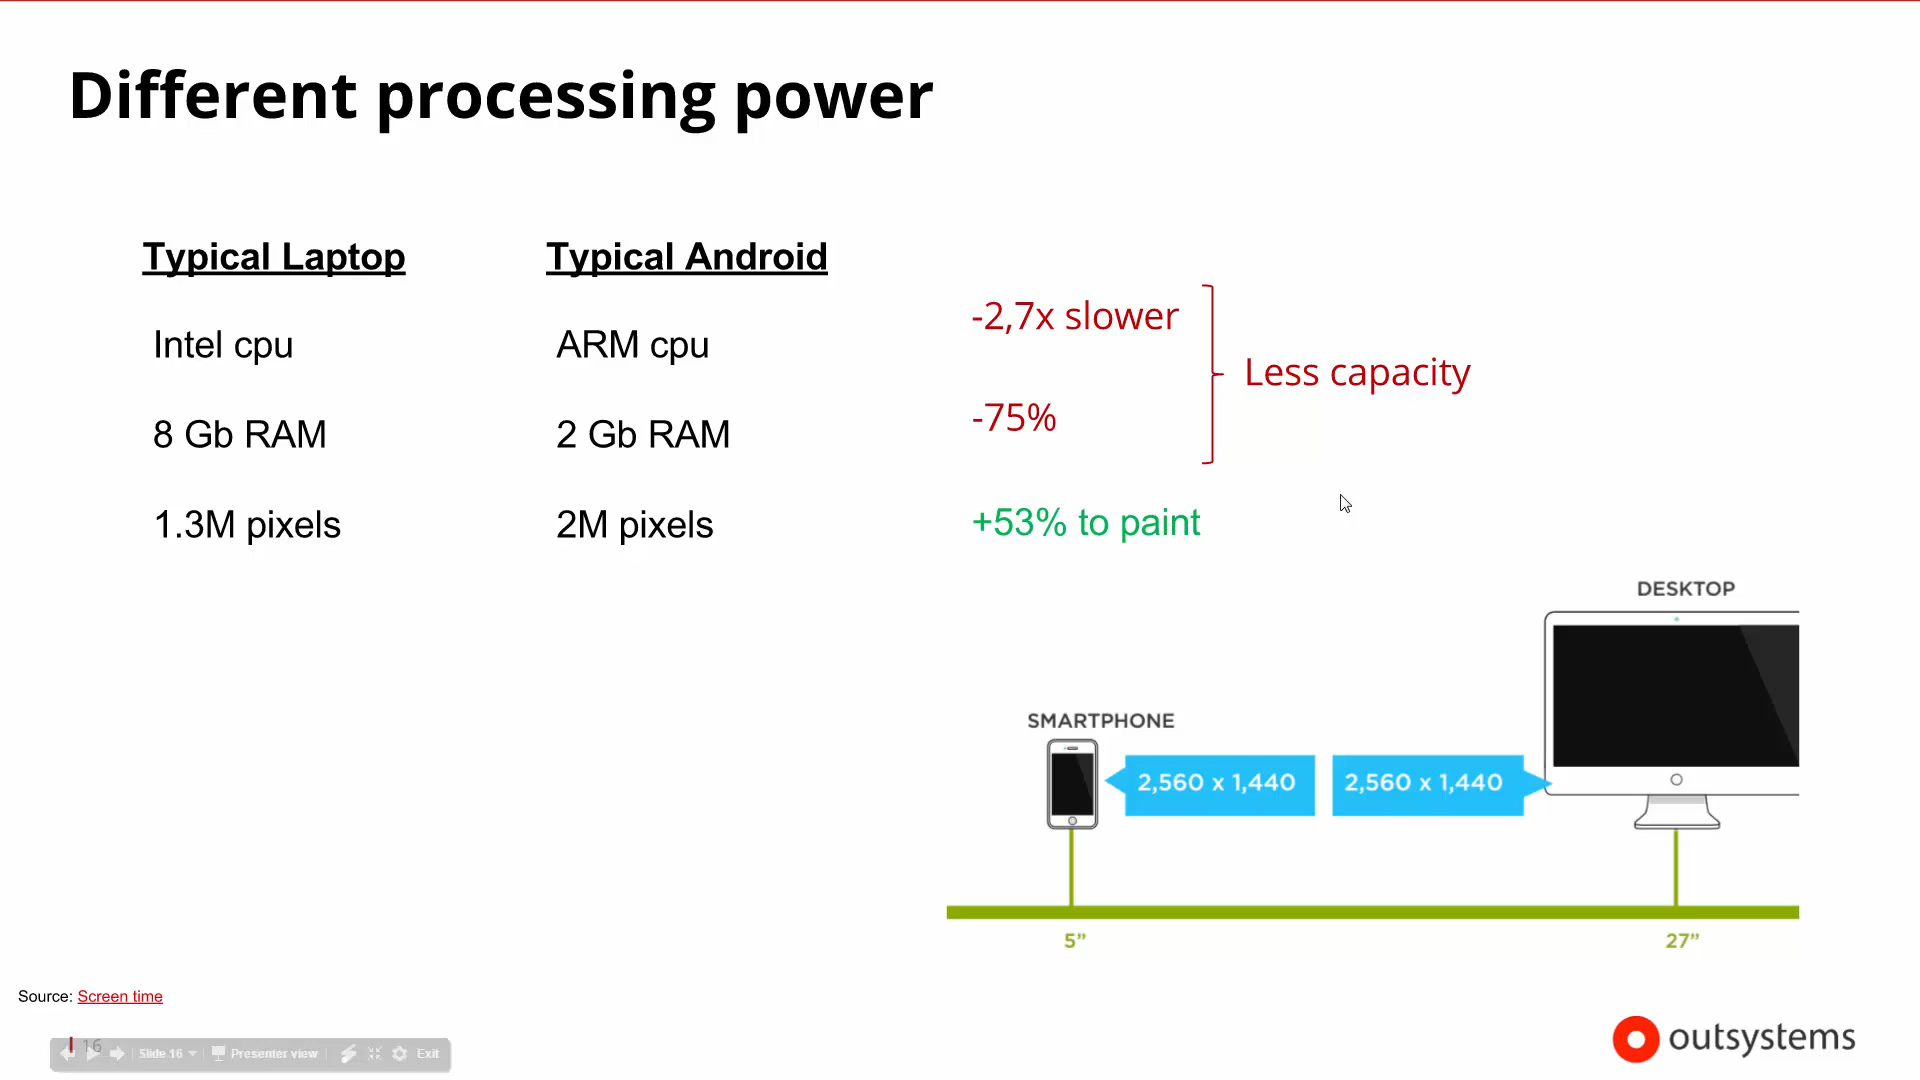 Different processing power
Typical Laptop
Typical Android
Intel cpu
ARM cpu
-2,7x slower
Less capacity
8 Gb RAM
2 Gb RAM
-75%
1.3M pixels
2M pixels
+53% to paint
DESKTOP
SMARTPHONE
2,560 x 1,440
2,560 x 1,440
5”
27”
Source: Screen time
16
Slide 16
Presenter view
Exit
outsystems